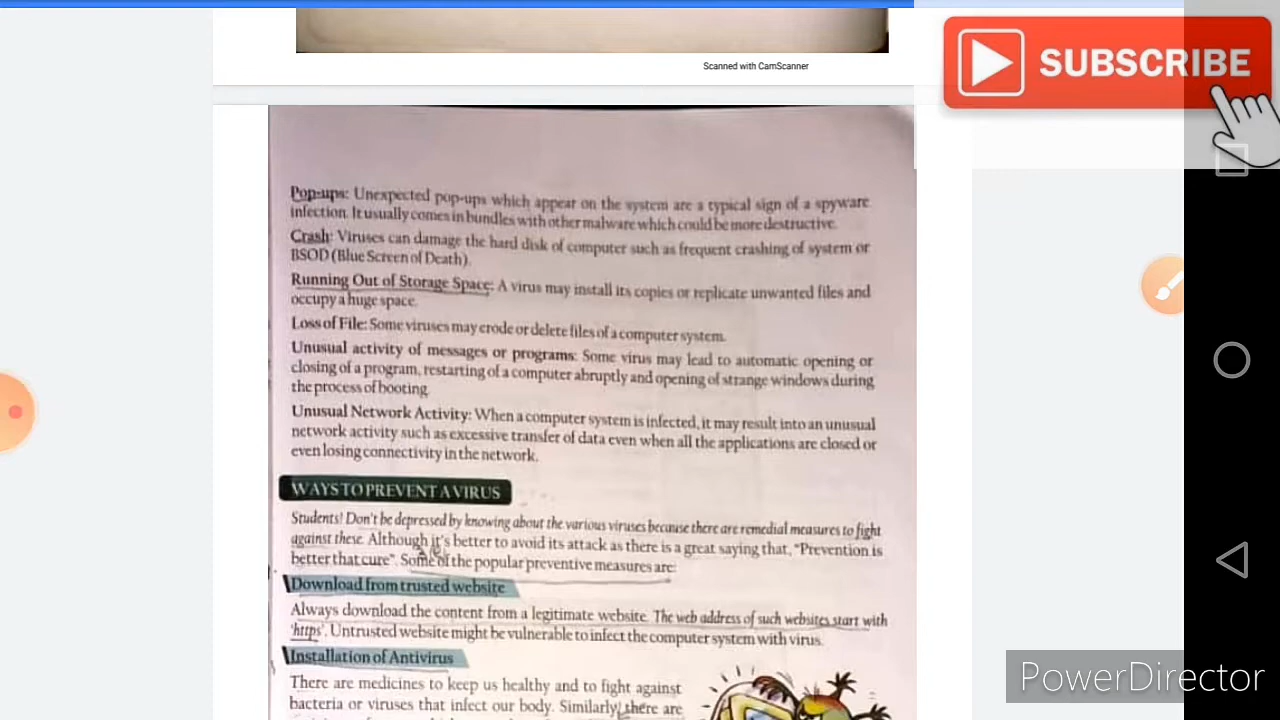 Scanned with CamScanner
SUBSCRIBE
Pop-ups: Unexpected pop-ups which appear on the system are a typical sign of a spyware
infection. It usually comes in bundles with other malware which could be more destructive.
Crash: Viruses can damage the hard disk of computer such as frequent crashing of system or
BSOD (Blue Screen of Death).
Running Out of Storage Space: A virus may install its copies or replicate unwanted files and
occupy a huge space.
Loss of File: Some viruses may erode or delete files of a computer system.
Unusual activity of messages or programs: Some virus may lead to automatic opening or
closing of a program, restarting of a computer abruptly and opening of strange windows during
the process of booting.
Unusual Network Activity: When a computer system is infected, it may result into an unusual
network activity such as excessive transfer of data even when all the applications are closed or
even losing connectivity in the network.
WAYS TO PREVENT A VIRUS
Students! Don't be depressed by knowing about the various viruses because there are remedial measures to fight
against these. Although it's better to avoid its attack as there is a great saying that, "Prevention is
better that cure". Some of the popular preventive measures are:
Download from trusted website
Always download the content from a legitimate website. The web address of such websites start with
'https'. Untrusted website might be vulnerable to infect the computer system with virus.
Installation of Antivirus
There are medicines to keep us healthy and to fight against
bacteria or viruses that infect our body. Similarly, there are
PowerDirector